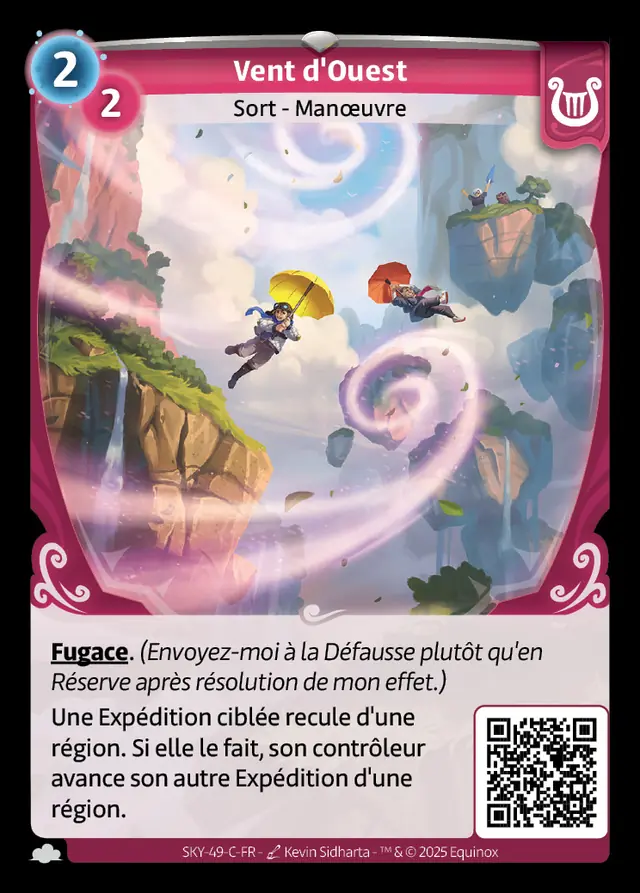 2
Vent d'Ouest
2
Sort - Manœuvre
Fugace. (Envoyez-moi à la Défausse plutôt qu'en
Réserve après résolution de mon effet.)
Une Expédition ciblée recule d'une
région. Si elle le fait, son contrôleur
avance son autre Expédition d'une
région.
SKY-49-C-FR - Kevin Sidharta - ™ & © 2025 Equinox